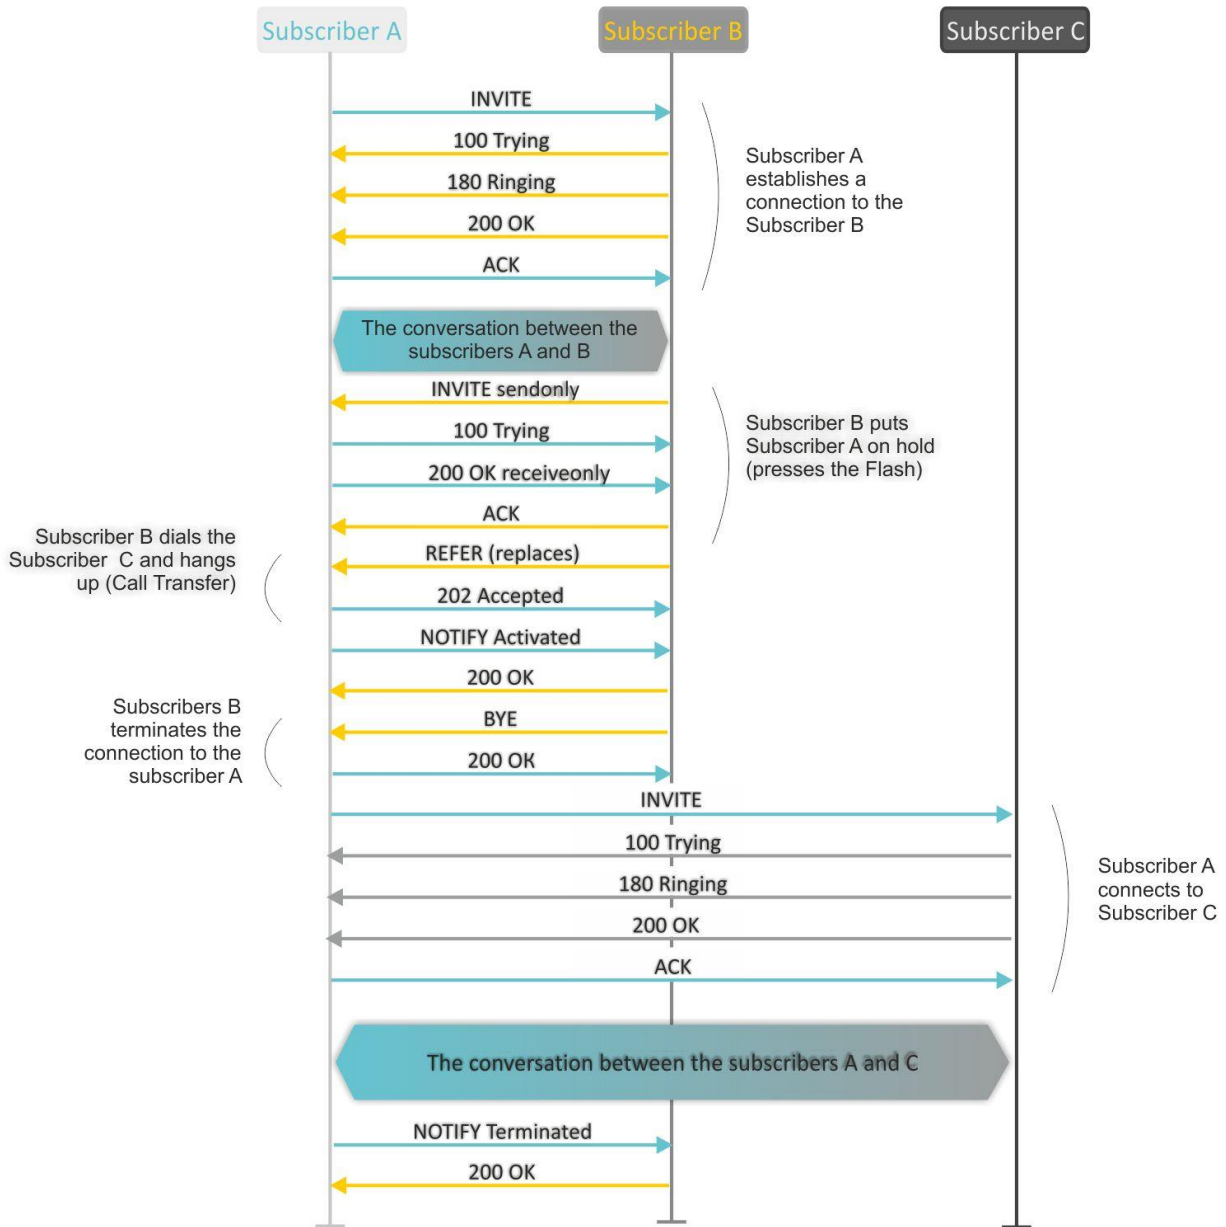 Subscriber A
Subscriber B
Subscriber C
INVITE
100 Trying
180 Ringing
200 OK
ACK
Subscriber A
establishes a
connection to the
Subscriber B
The conversation between the
subscribers A and B
INVITE sendonly
100 Trying
200 OK receiveonly
ACK
Subscriber B puts
Subscriber A on hold
(presses the Flash)
Subscriber B dials the
Subscriber C and hangs
up (Call Transfer)
REFER (replaces)
202 Accepted
NOTIFY Activated
200 OK
Subscribers B
terminates the
connection to the
subscriber A
BYE
200 OK
INVITE
100 Trying
180 Ringing
200 OK
ACK
Subscriber A
connects to
Subscriber C
The conversation between the subscribers A and C
NOTIFY Terminated
200 OK